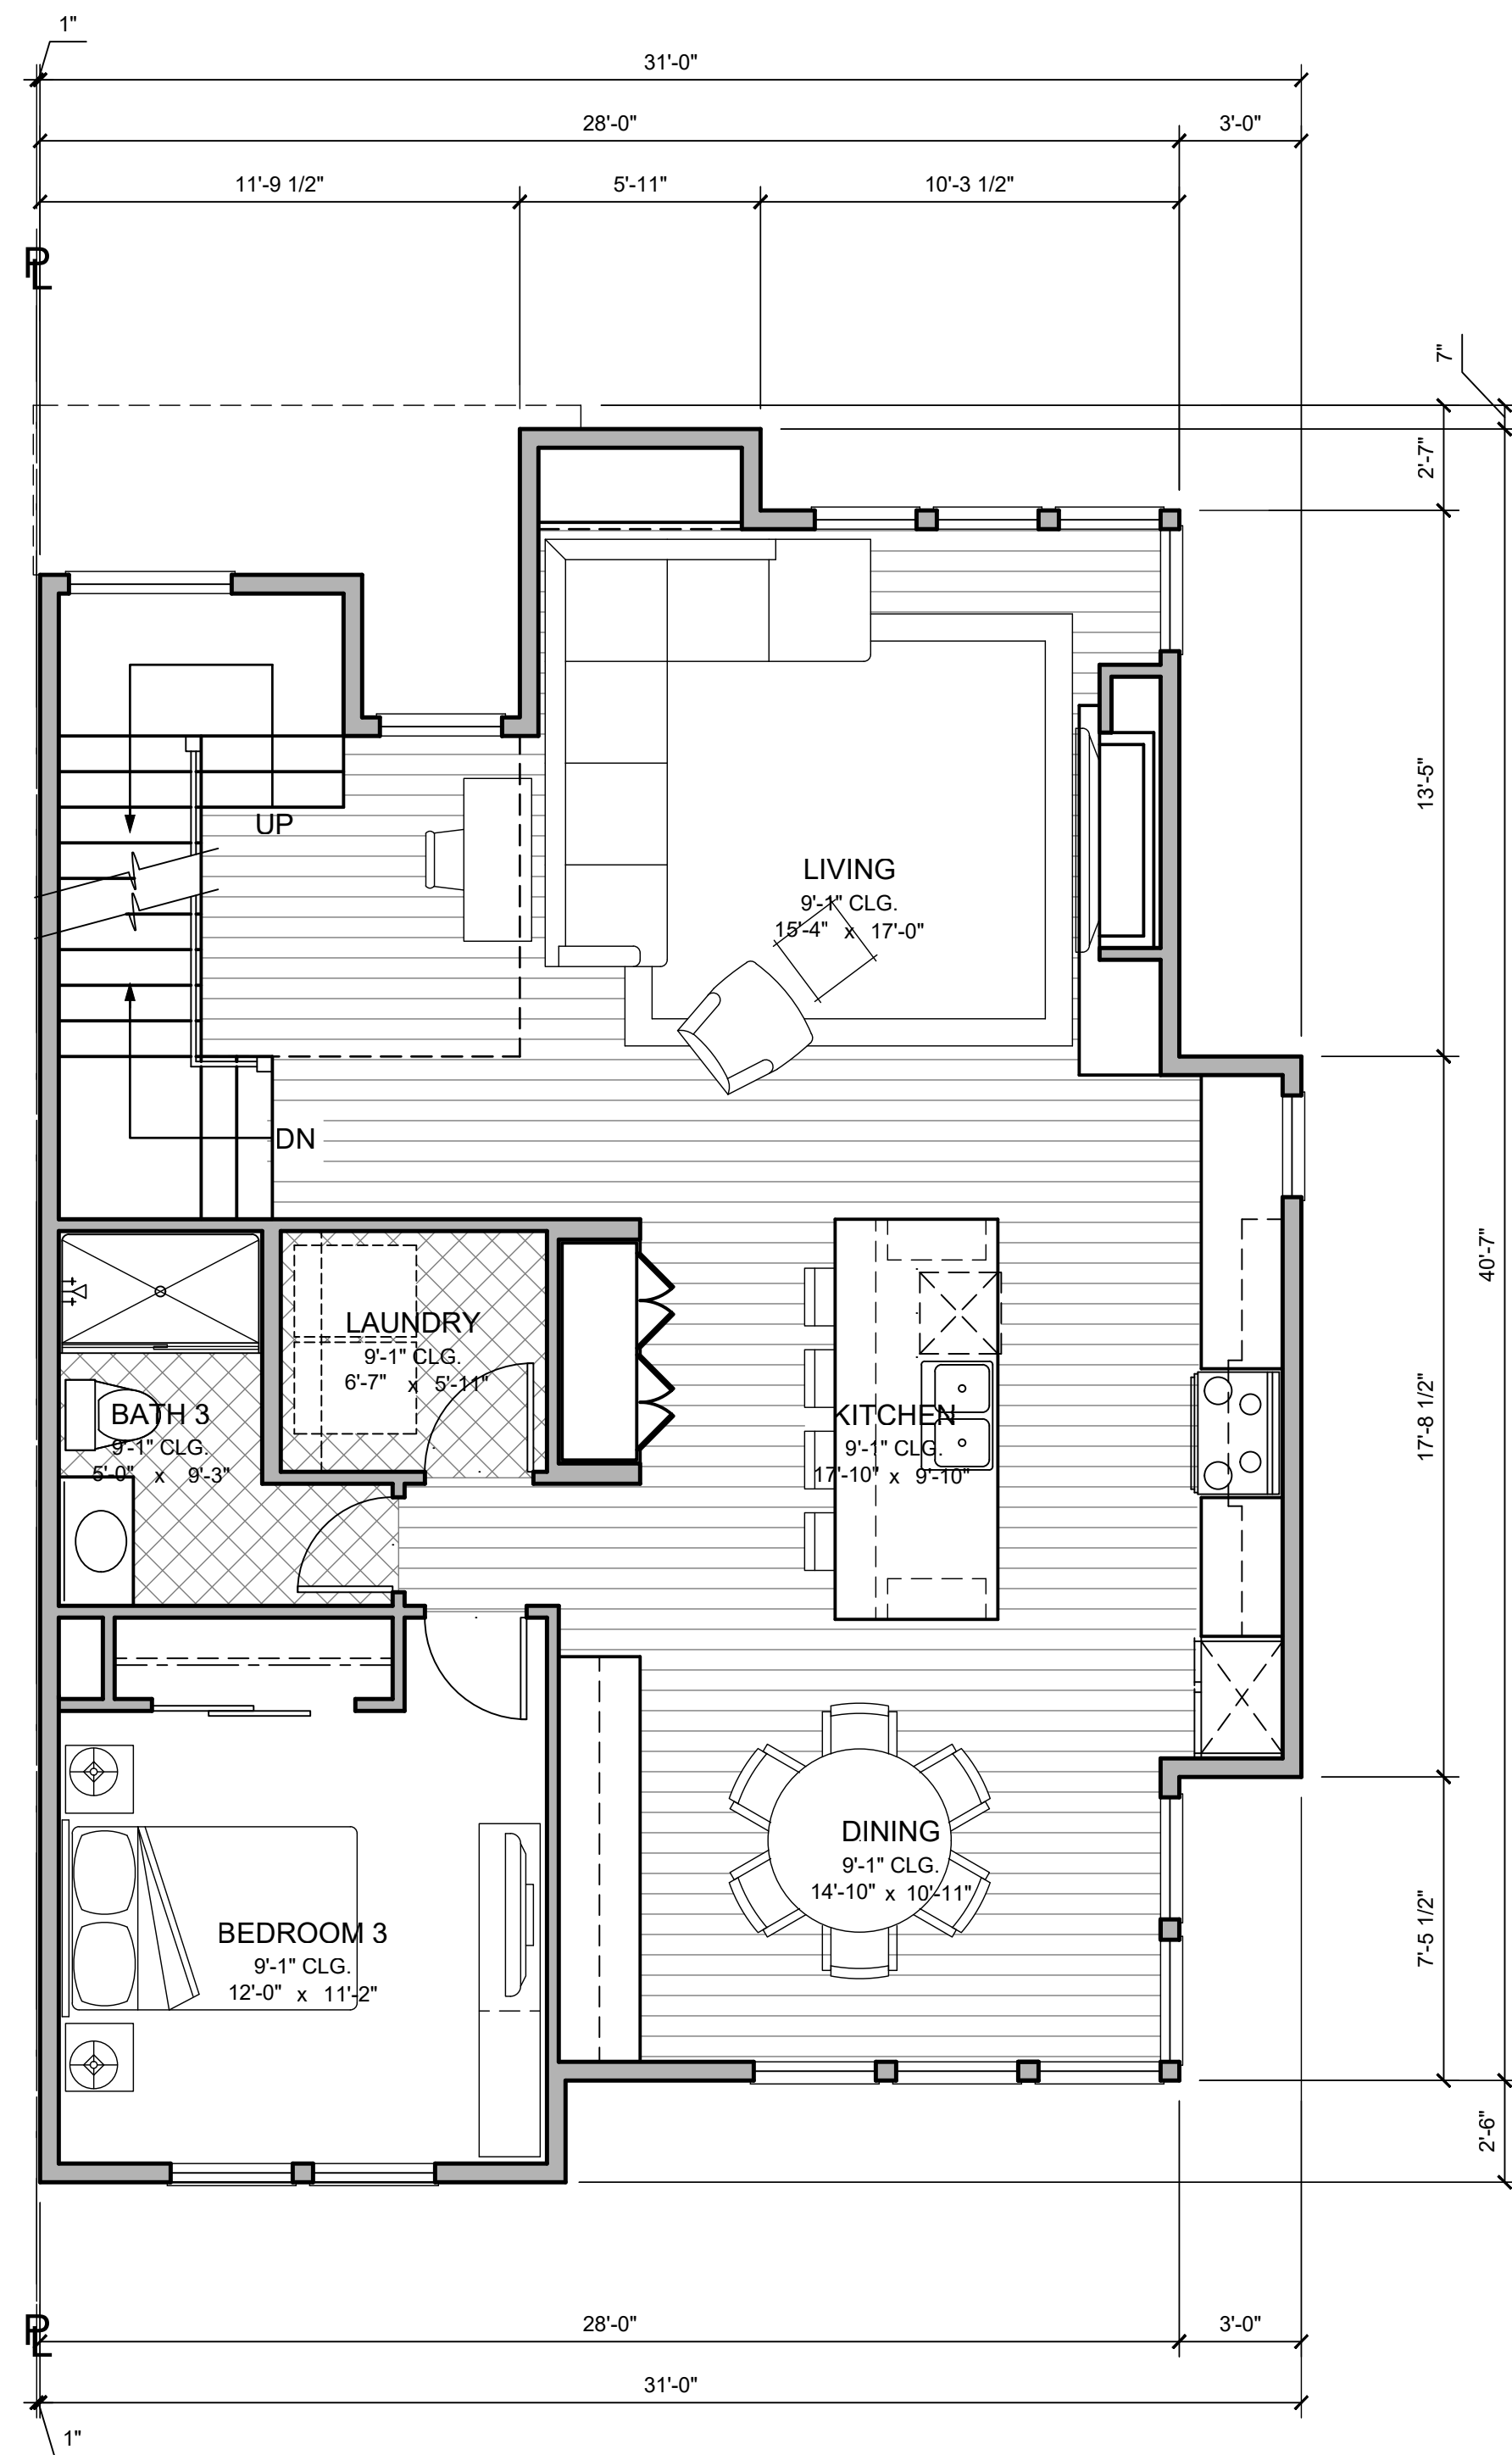 1"
31'-0"
28'-0"
3'-0"
11'-9 1/2"
5'-11"
10'-3 1/2"
PL
7"
2'-7"
13'-5"
UP
LIVING
9'-1" CLG.
15'-4" x 17'-0"
DN
40'-7"
LAUNDRY
9'-1" CLG.
6'-7" x 5'-11"
BATH 3
9'-1" CLG.
5'-0" x 9'-3"
KITCHEN
9'-1" CLG.
17'-10" x 9'-10"
17'-8 1/2"
DINING
9'-1" CLG.
14'-10" x 10'-11"
BEDROOM 3
9'-1" CLG.
12'-0" x 11'-2"
7'-5 1/2"
2'-6"
PL
28'-0"
3'-0"
31'-0"
1"